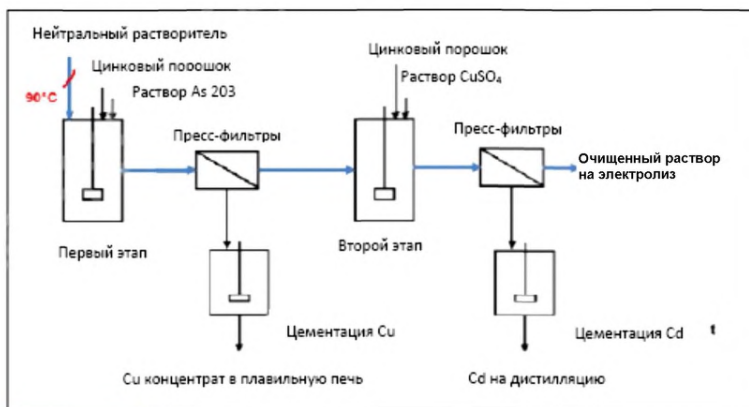 Нейтральный растворитель
Цинковый порошок
90°C
Раствор As 203
Пресс-фильтры
Первый этап
Цементация Cu
Cu концентрат в плавильную печь
Цинковый порошок
Раствор CuSO₄
Пресс-фильтры
Очищенный раствор
на электролиз
Второй этап
Цементация Cd
t
Cd на дистилляцию